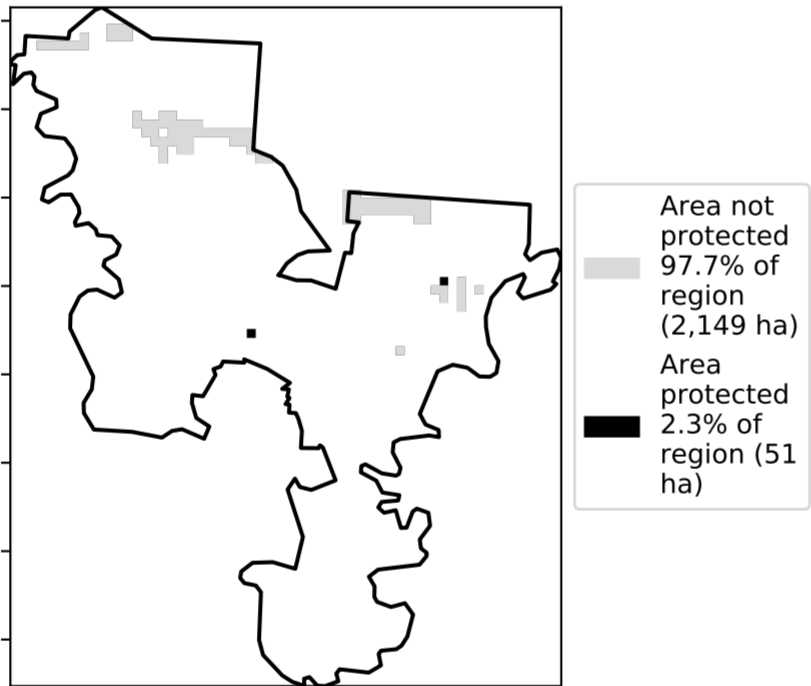 Area not
protected
97.7% of
region
(2,149 ha)
Area
protected
2.3% of
region (51
ha)